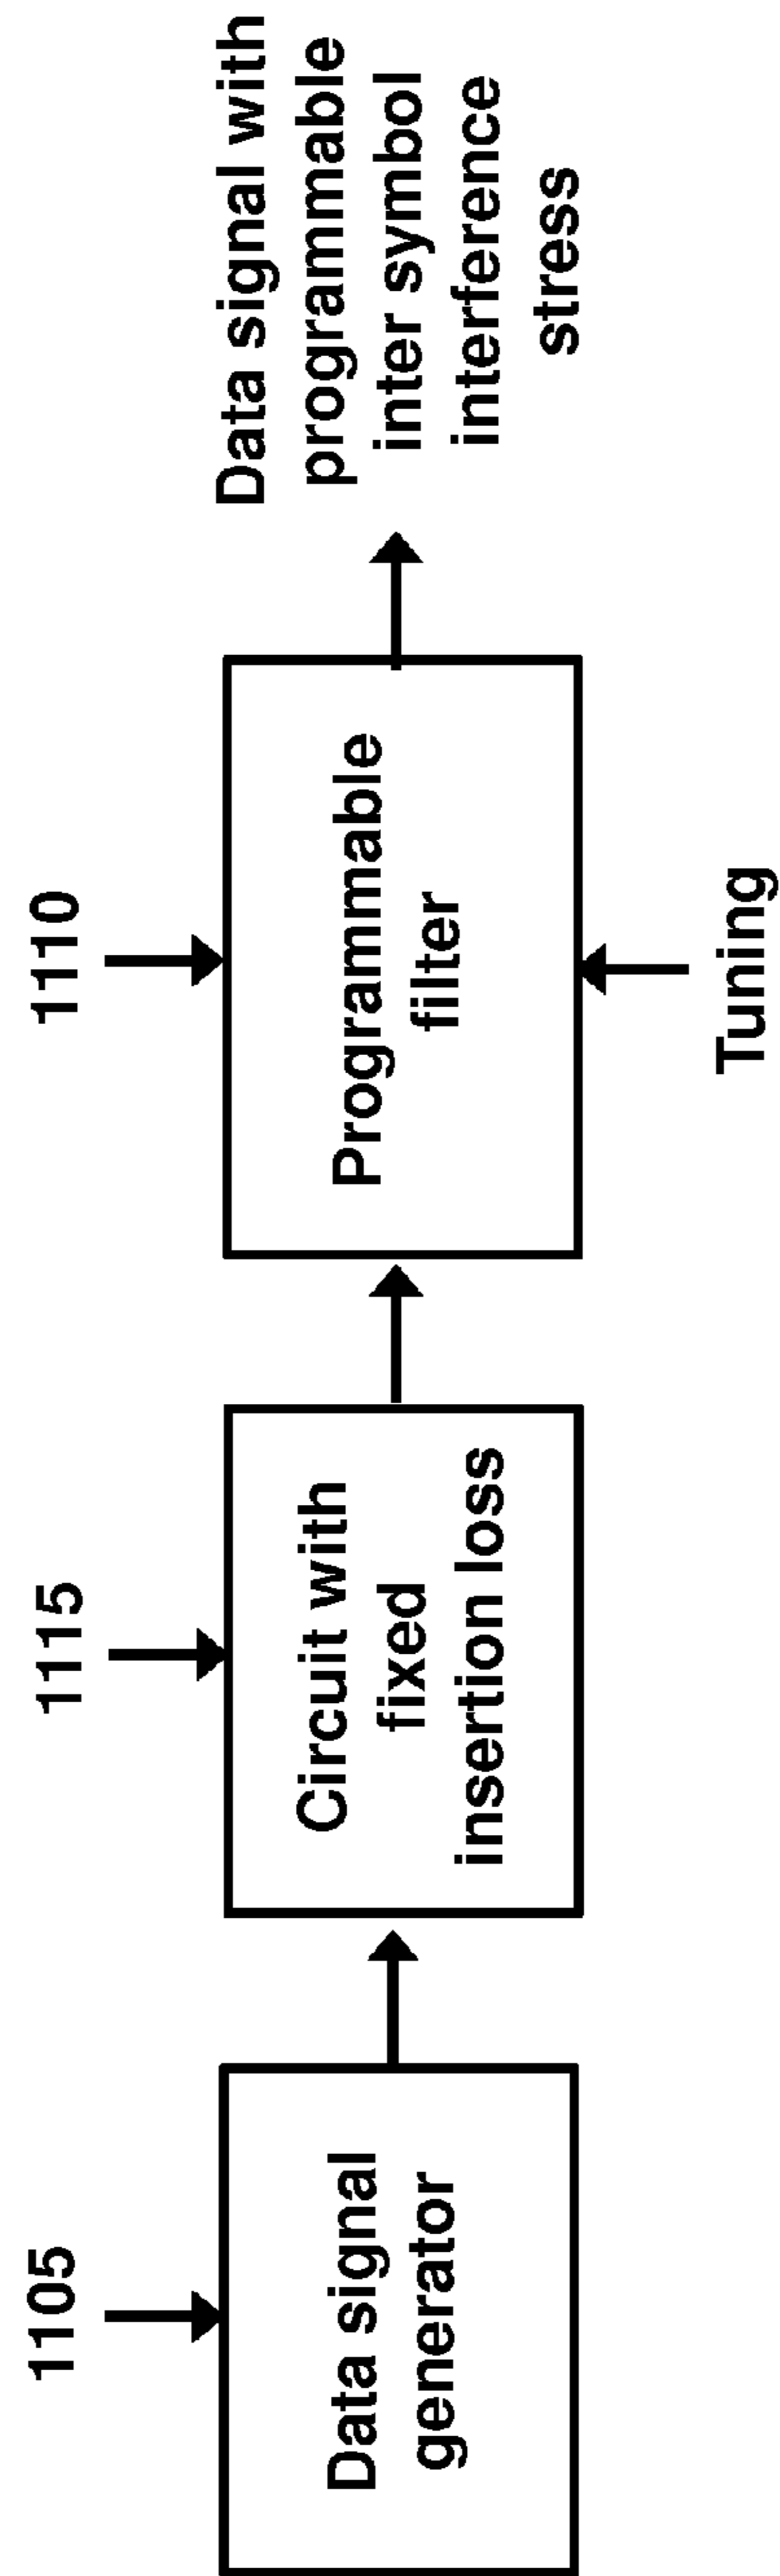 1105
Data signal
generator
1115
Circuit with
fixed
insertion loss
1110
Programmable
filter
Tuning
Data signal with
programmable
inter symbol
interference
stress